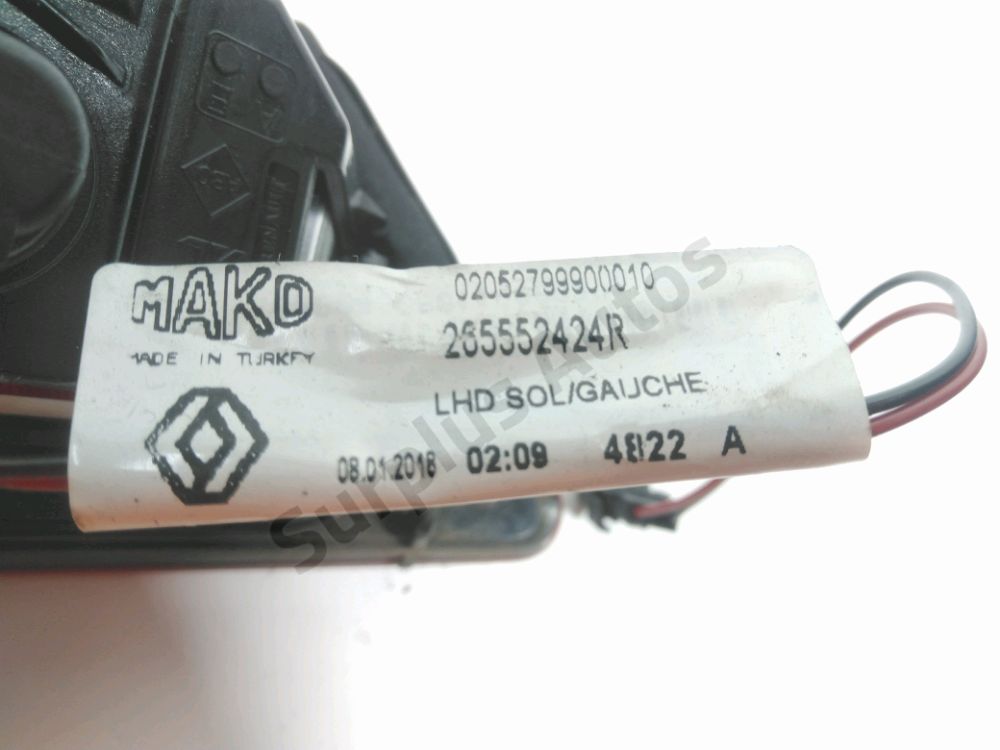 MAKO
MADE IN TURKEY
02052799900010
265552424R
LHD SOL/GAUCHE
08.01.2018 02:09 4822 A
Surplus Autos